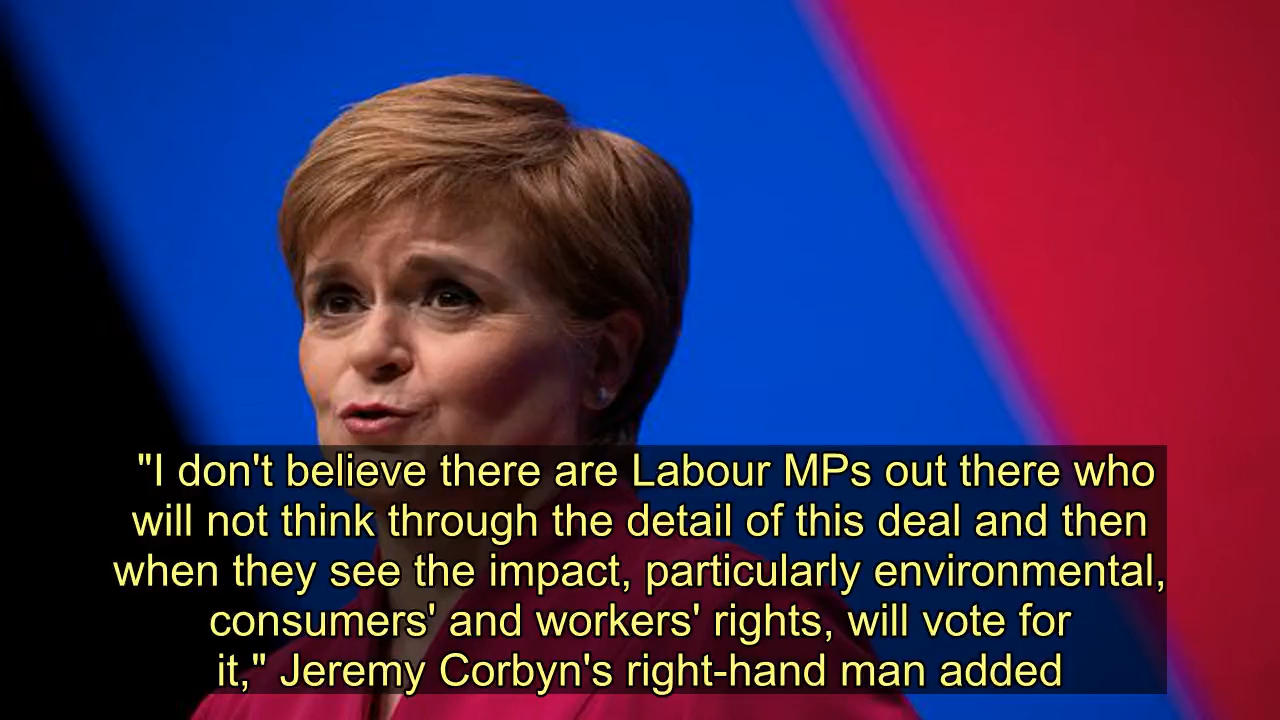 "I don't believe there are Labour MPs out there who
will not think through the detail of this deal and then
when they see the impact, particularly environmental,
consumers' and workers' rights, will vote for
it," Jeremy Corbyn's right-hand man added